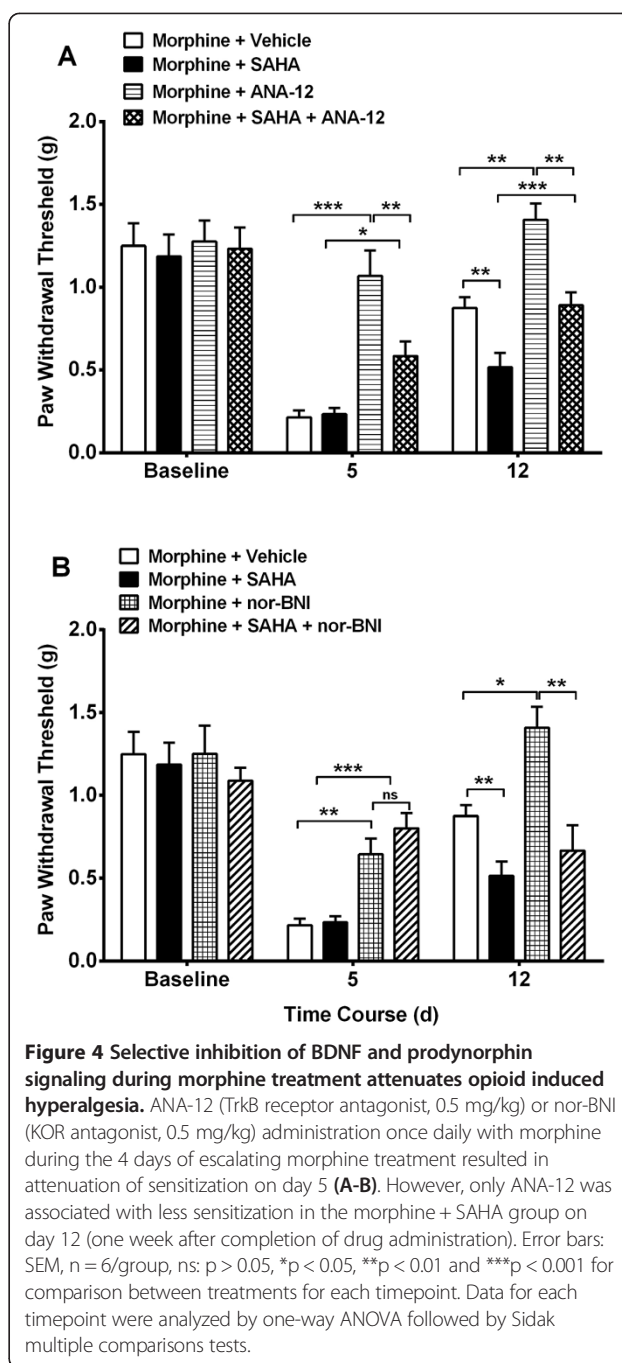 A
Morphine + Vehicle
Morphine + SAHA
Morphine + ANA-12
Morphine + SAHA + ANA-12
Paw Withdrawal Threshold (g)
2.0
1.5
1.0
0.5
0.0
*** ** * ** ** *** **
Baseline 5 12
B
Morphine + Vehicle
Morphine + SAHA
Morphine + nor-BNI
Morphine + SAHA + nor-BNI
Paw Withdrawal Threshold (g)
2.0
1.5
1.0
0.5
0.0
*** ns ** * ** **
Baseline 5 12
Time Course (d)
Figure 4 Selective inhibition of BDNF and prodynorphin
signaling during morphine treatment attenuates opioid induced
hyperalgesia. ANA-12 (TrkB receptor antagonist, 0.5 mg/kg) or nor-BNI
(KOR antagonist, 0.5 mg/kg) administration once daily with morphine
during the 4 days of escalating morphine treatment resulted in
attenuation of sensitization on day 5 (A-B). However, only ANA-12 was
associated with less sensitization in the morphine + SAHA group on
day 12 (one week after completion of drug administration). Error bars:
SEM, n = 6/group, ns: p > 0.05, *p < 0.05, **p < 0.01 and ***p < 0.001 for
comparison between treatments for each timepoint. Data for each
timepoint were analyzed by one-way ANOVA followed by Sidak
multiple comparisons tests.